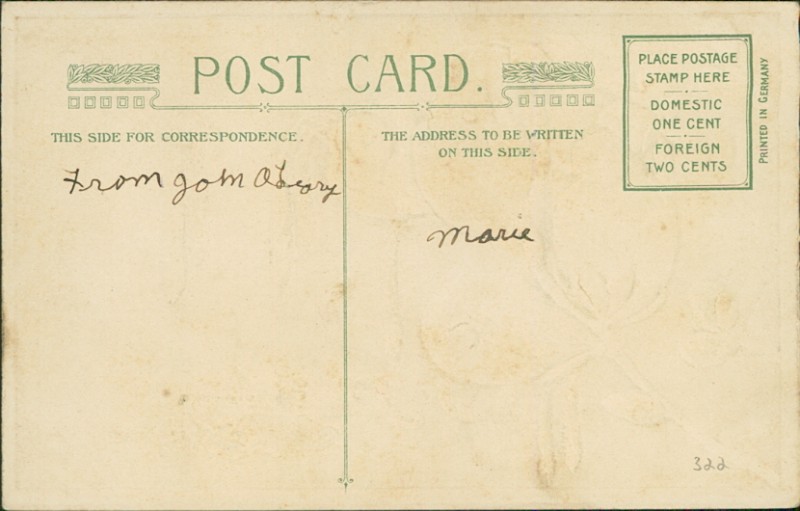 POST CARD.
THIS SIDE FOR CORRESPONDENCE.
From John O'Leary
THE ADDRESS TO BE WRITTEN
ON THIS SIDE.
Marie
PLACE POSTAGE
STAMP HERE
DOMESTIC
ONE CENT
FOREIGN
TWO CENTS
PRINTED IN GERMANY
322